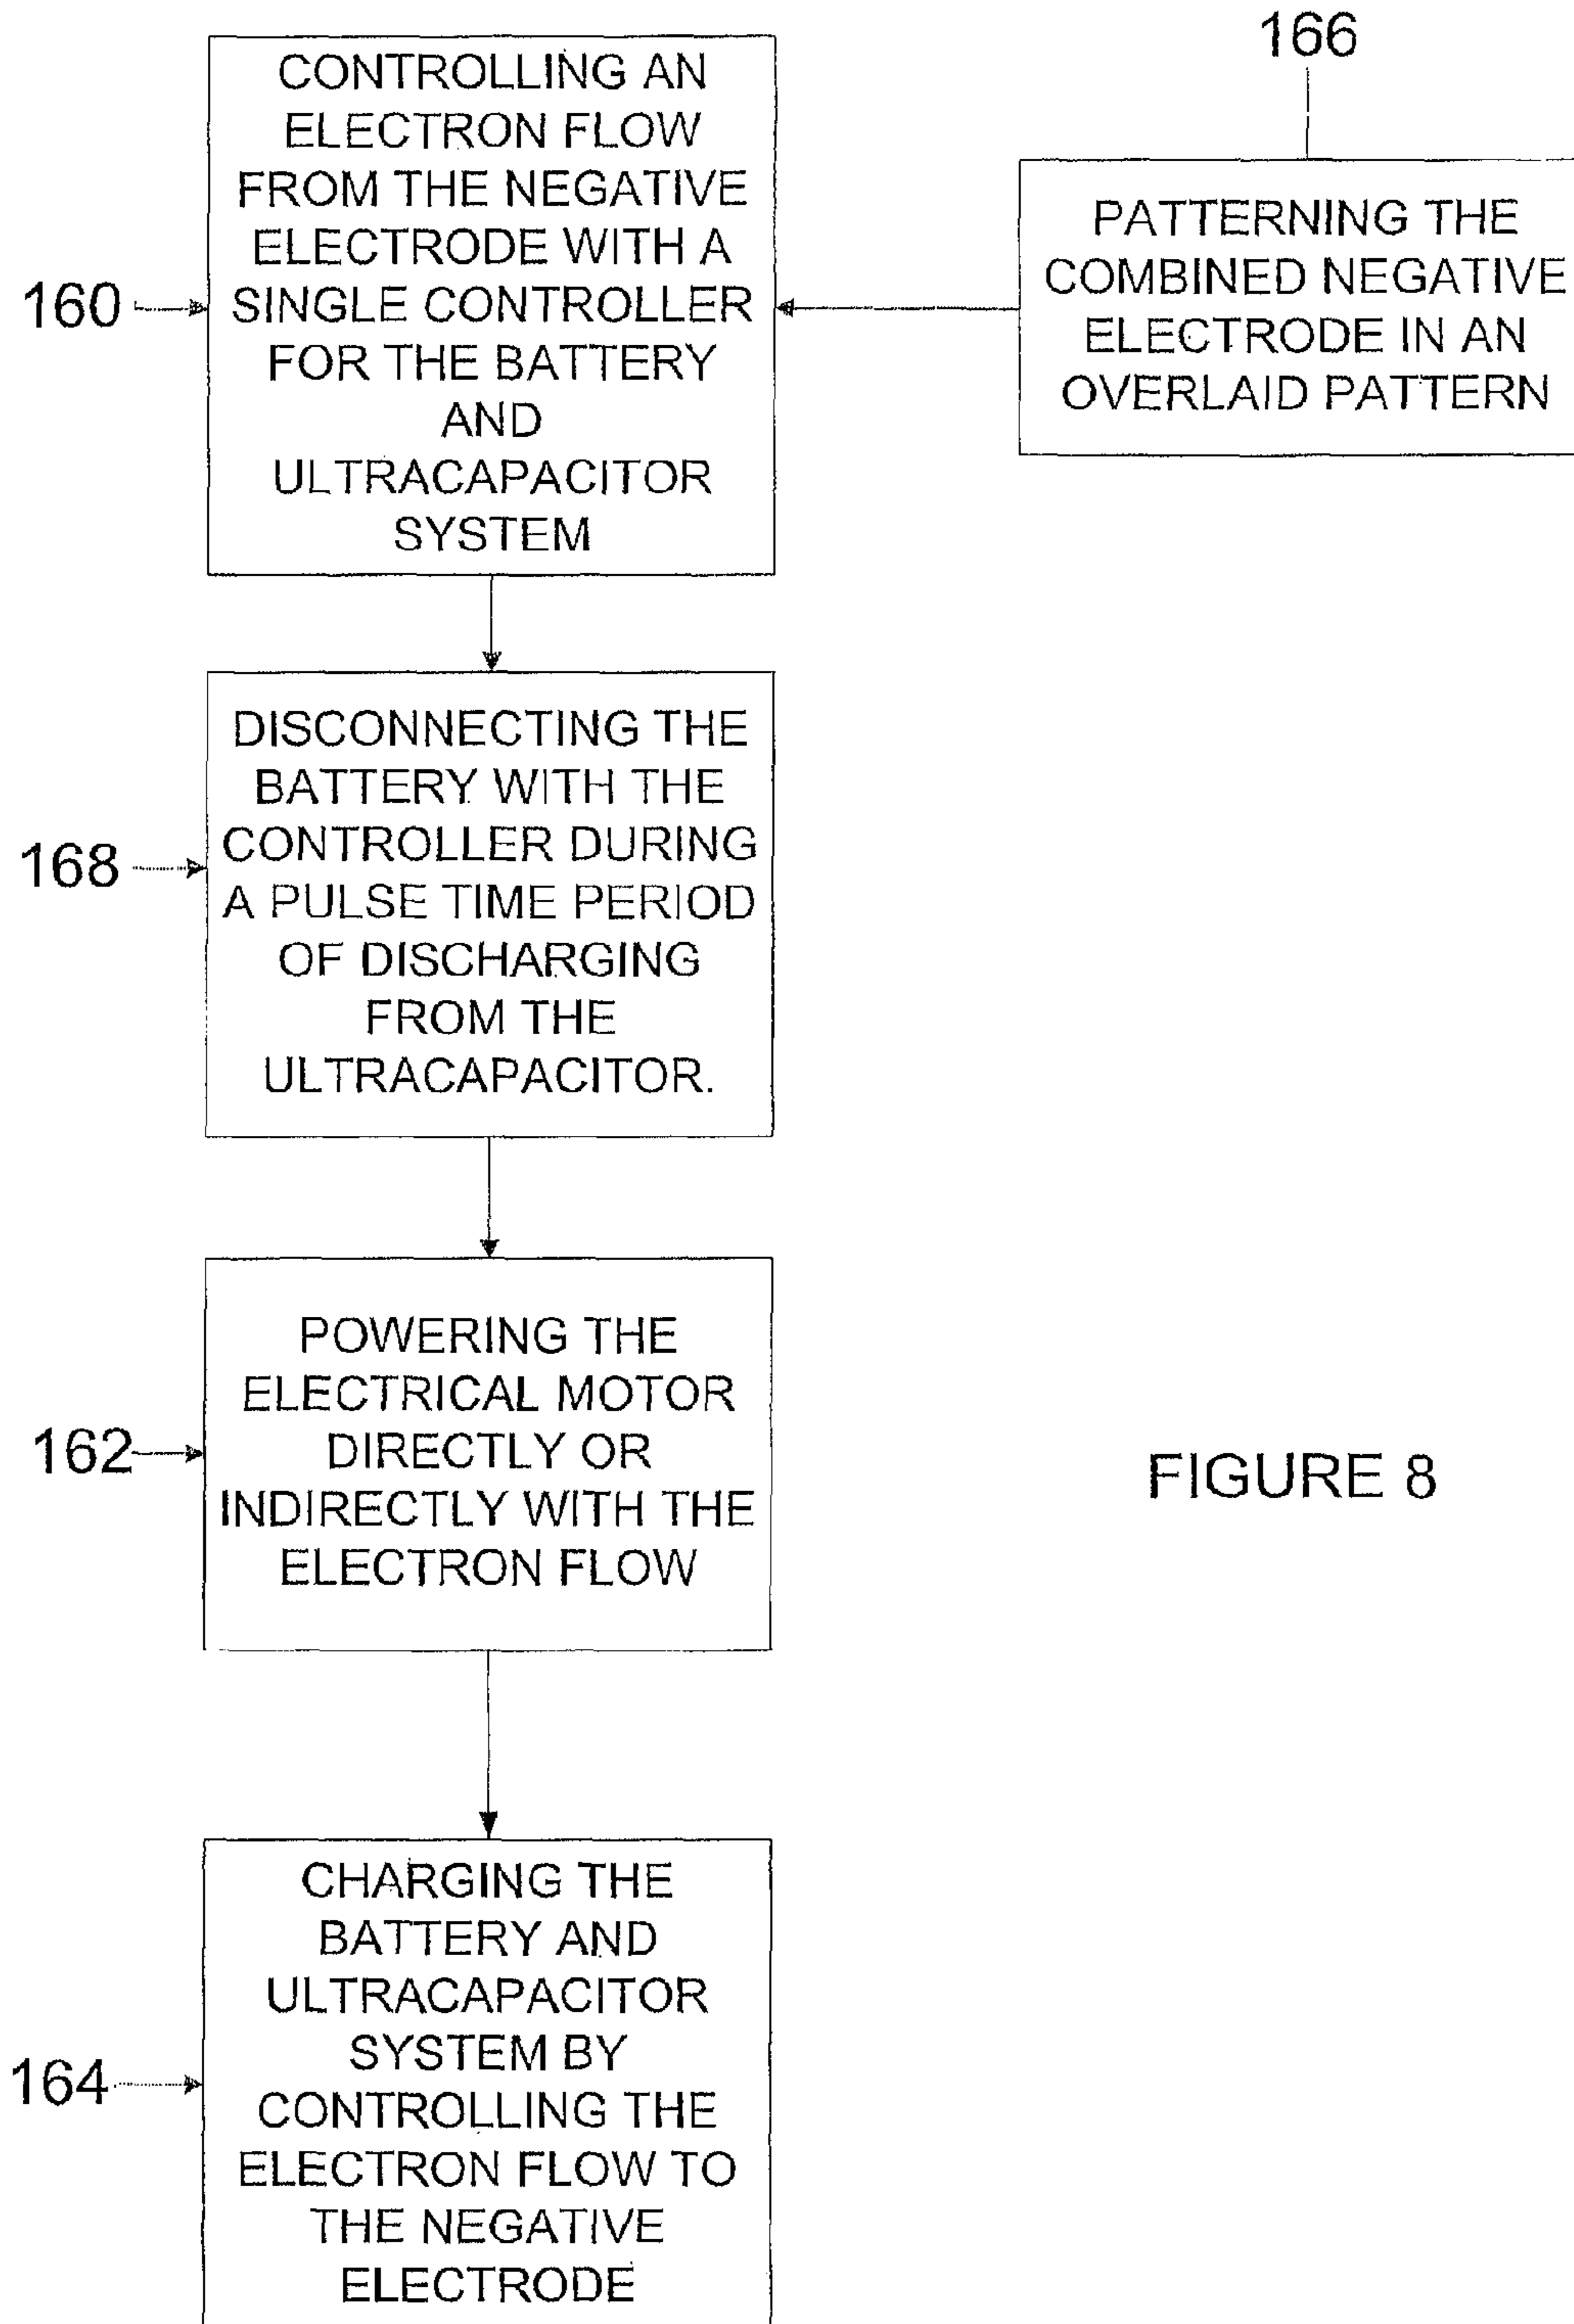 166
CONTROLLING AN
ELECTRON FLOW
FROM THE NEGATIVE
ELECTRODE WITH A
SINGLE CONTROLLER
FOR THE BATTERY
AND
ULTRACAPACITOR
SYSTEM
160
PATTERNING THE
COMBINED NEGATIVE
ELECTRODE IN AN
OVERLAID PATTERN
DISCONNECTING THE
BATTERY WITH THE
CONTROLLER DURING
A PULSE TIME PERIOD
OF DISCHARGING
FROM THE
ULTRACAPACITOR.
168
POWERING THE
ELECTRICAL MOTOR
DIRECTLY OR
INDIRECTLY WITH THE
ELECTRON FLOW
162
FIGURE 8
CHARGING THE
BATTERY AND
ULTRACAPACITOR
SYSTEM BY
CONTROLLING THE
ELECTRON FLOW TO
THE NEGATIVE
ELECTRODE
164